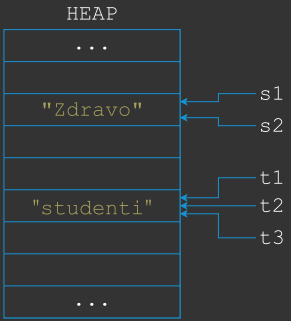 HEAP
...
"Zdravo"
s1
s2
"studenti"
t1
t2
t3
...